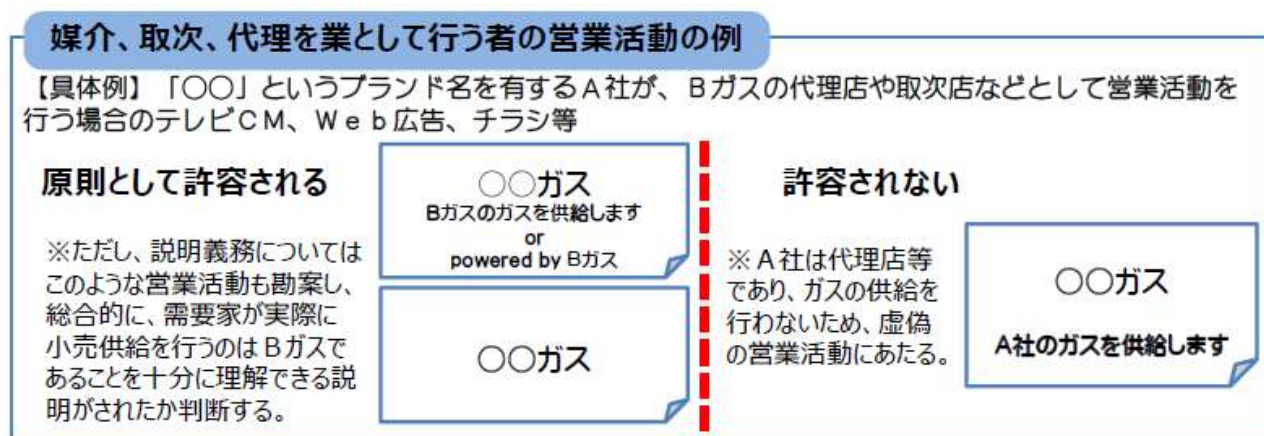 媒介、取次、代理を業として行う者の営業活動の例
【具体例】「○○」というブランド名を有するA社が、Bガスの代理店や取次店などとして営業活動を
行う場合のテレビCM、Web広告、チラシ等
原則として許容される
※ただし、説明義務については
このような営業活動も勘案し、
総合的に、需要家が実際に
小売供給を行うのはBガスで
あることを十分に理解できる説
明がされたか判断する。
○○ガス
Bガスのガスを供給します
or
powered by Bガス
○○ガス
許容されない
※A社は代理店等
であり、ガスの供給を
行わないため、虚偽
の営業活動にあたる。
○○ガス
A社のガスを供給します